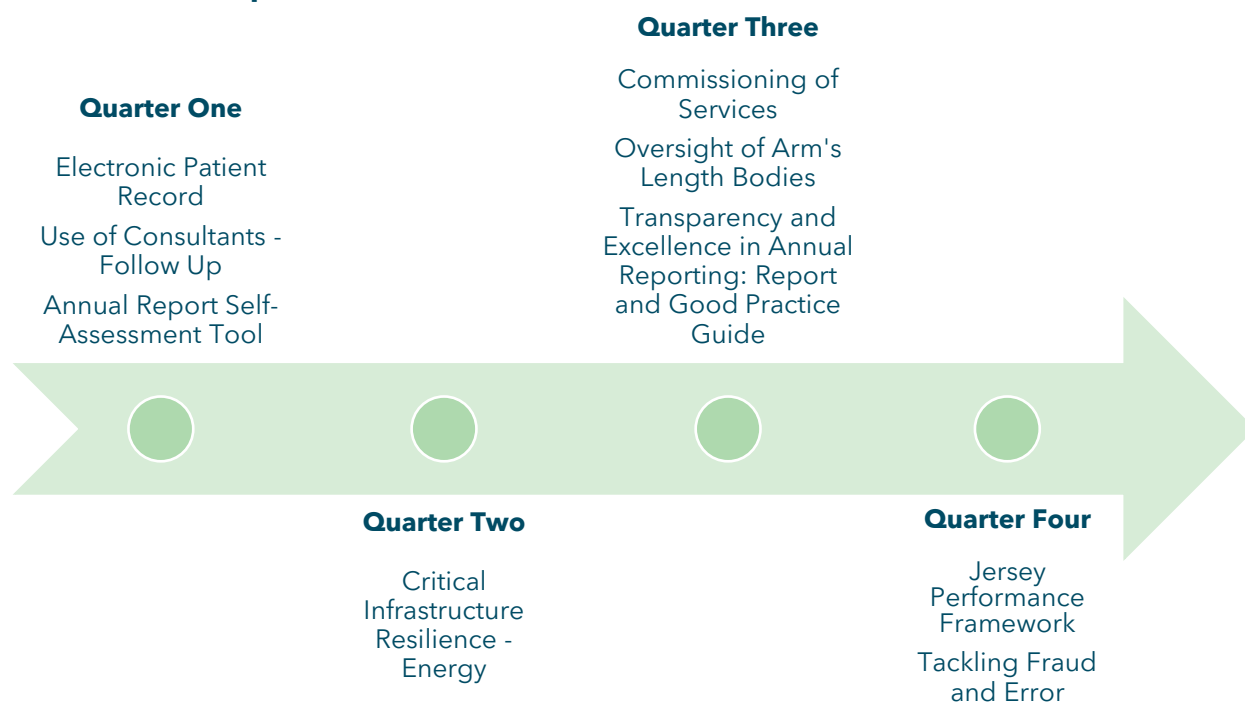 Quarter One
Electronic Patient
Record
Use of Consultants -
Follow Up
Annual Report Self-
Assessment Tool
Quarter Two
Critical
Infrastructure
Resilience -
Energy
Quarter Three
Commissioning of
Services
Oversight of Arm's
Length Bodies
Transparency and
Excellence in Annual
Reporting: Report
and Good Practice
Guide
Quarter Four
Jersey
Performance
Framework
Tackling Fraud
and Error